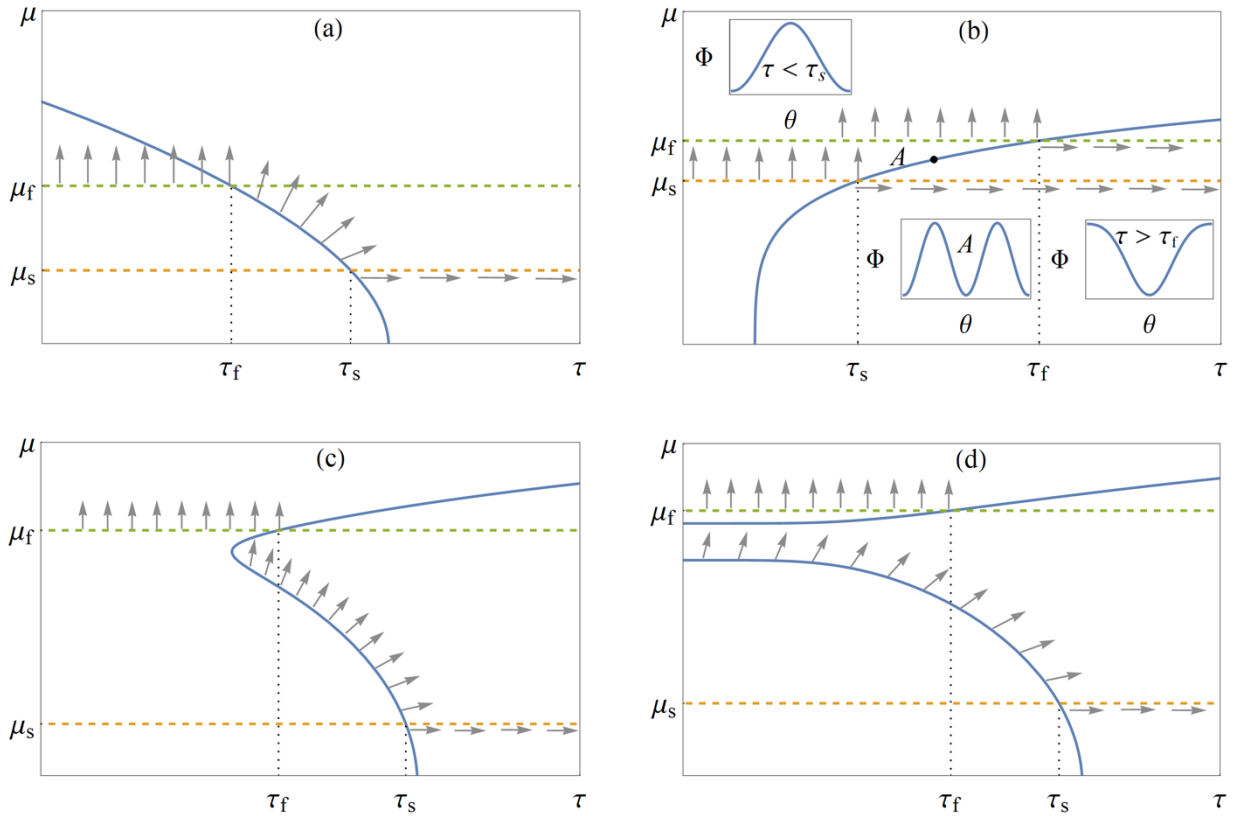 μ
(a)
μf
μs
τf
τs
τ
μ
(b)
Φ
τ < τs
θ
μf
A
μs
Φ
A
θ
Φ
τ > τf
θ
τs
τf
τ
μ
(c)
μf
μs
τf
τs
τ
μ
(d)
μf
μs
τf
τs
τ